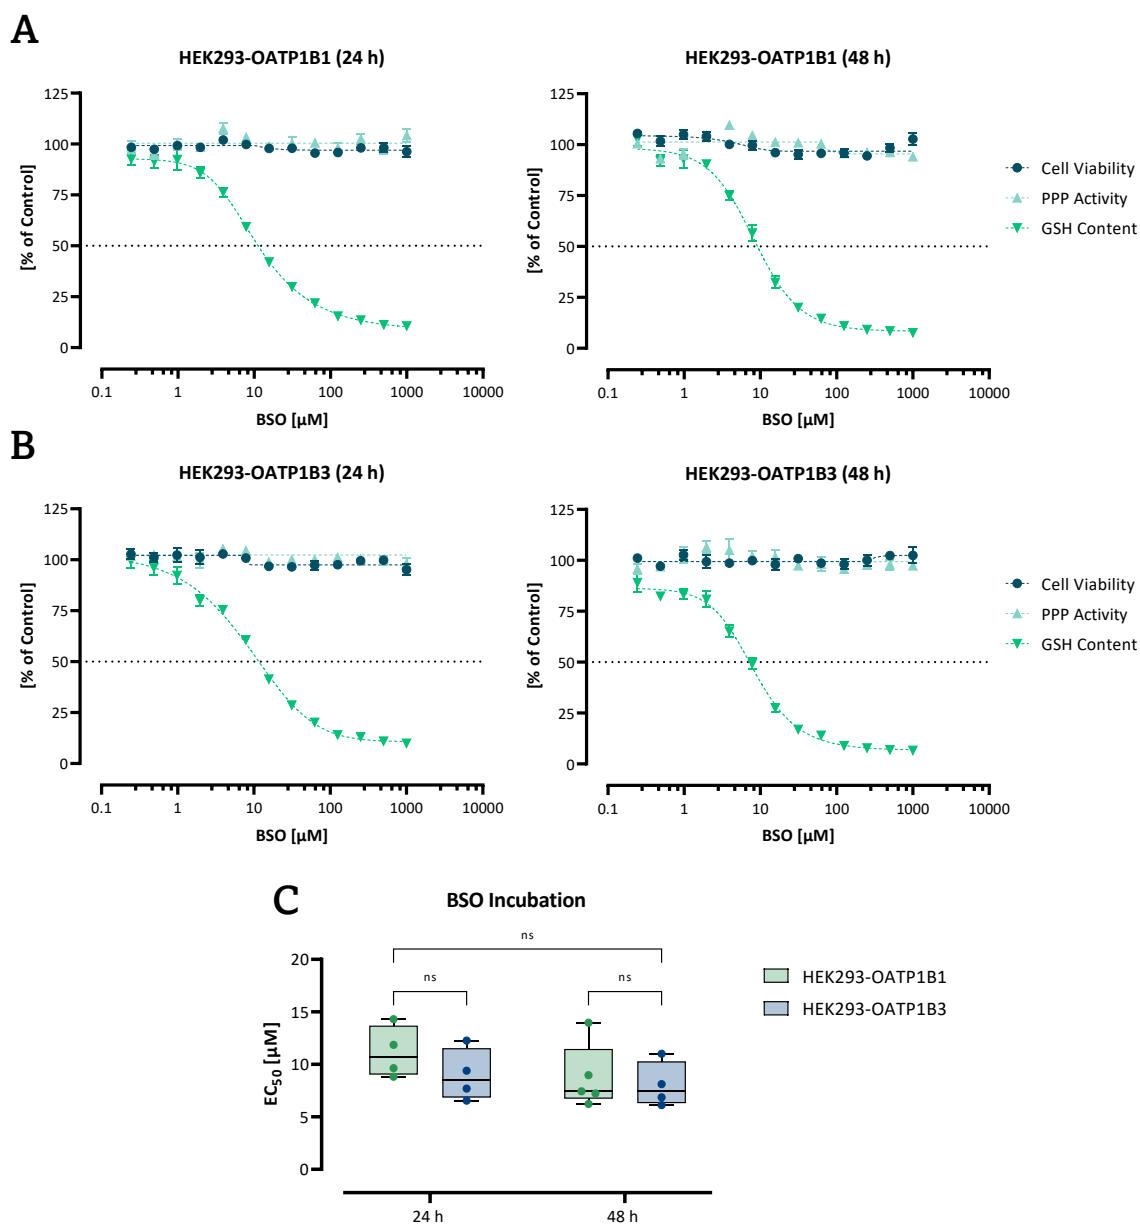 A
HEK293-OATP1B1 (24 h)
HEK293-OATP1B1 (48 h)
[% of Control]
125
100
75
50
25
0
0.1
1
10
100
1000
10000
BSO [µM]
[% of Control]
125
100
75
50
25
0
0.1
1
10
100
1000
10000
BSO [µM]
Cell Viability
PPP Activity
GSH Content
B
HEK293-OATP1B3 (24 h)
HEK293-OATP1B3 (48 h)
[% of Control]
125
100
75
50
25
0
0.1
1
10
100
1000
10000
BSO [µM]
[% of Control]
125
100
75
50
25
0
0.1
1
10
100
1000
10000
BSO [µM]
Cell Viability
PPP Activity
GSH Content
C
BSO Incubation
ns
ns
ns
EC50 [µM]
20
15
10
5
0
24 h
48 h
HEK293-OATP1B1
HEK293-OATP1B3